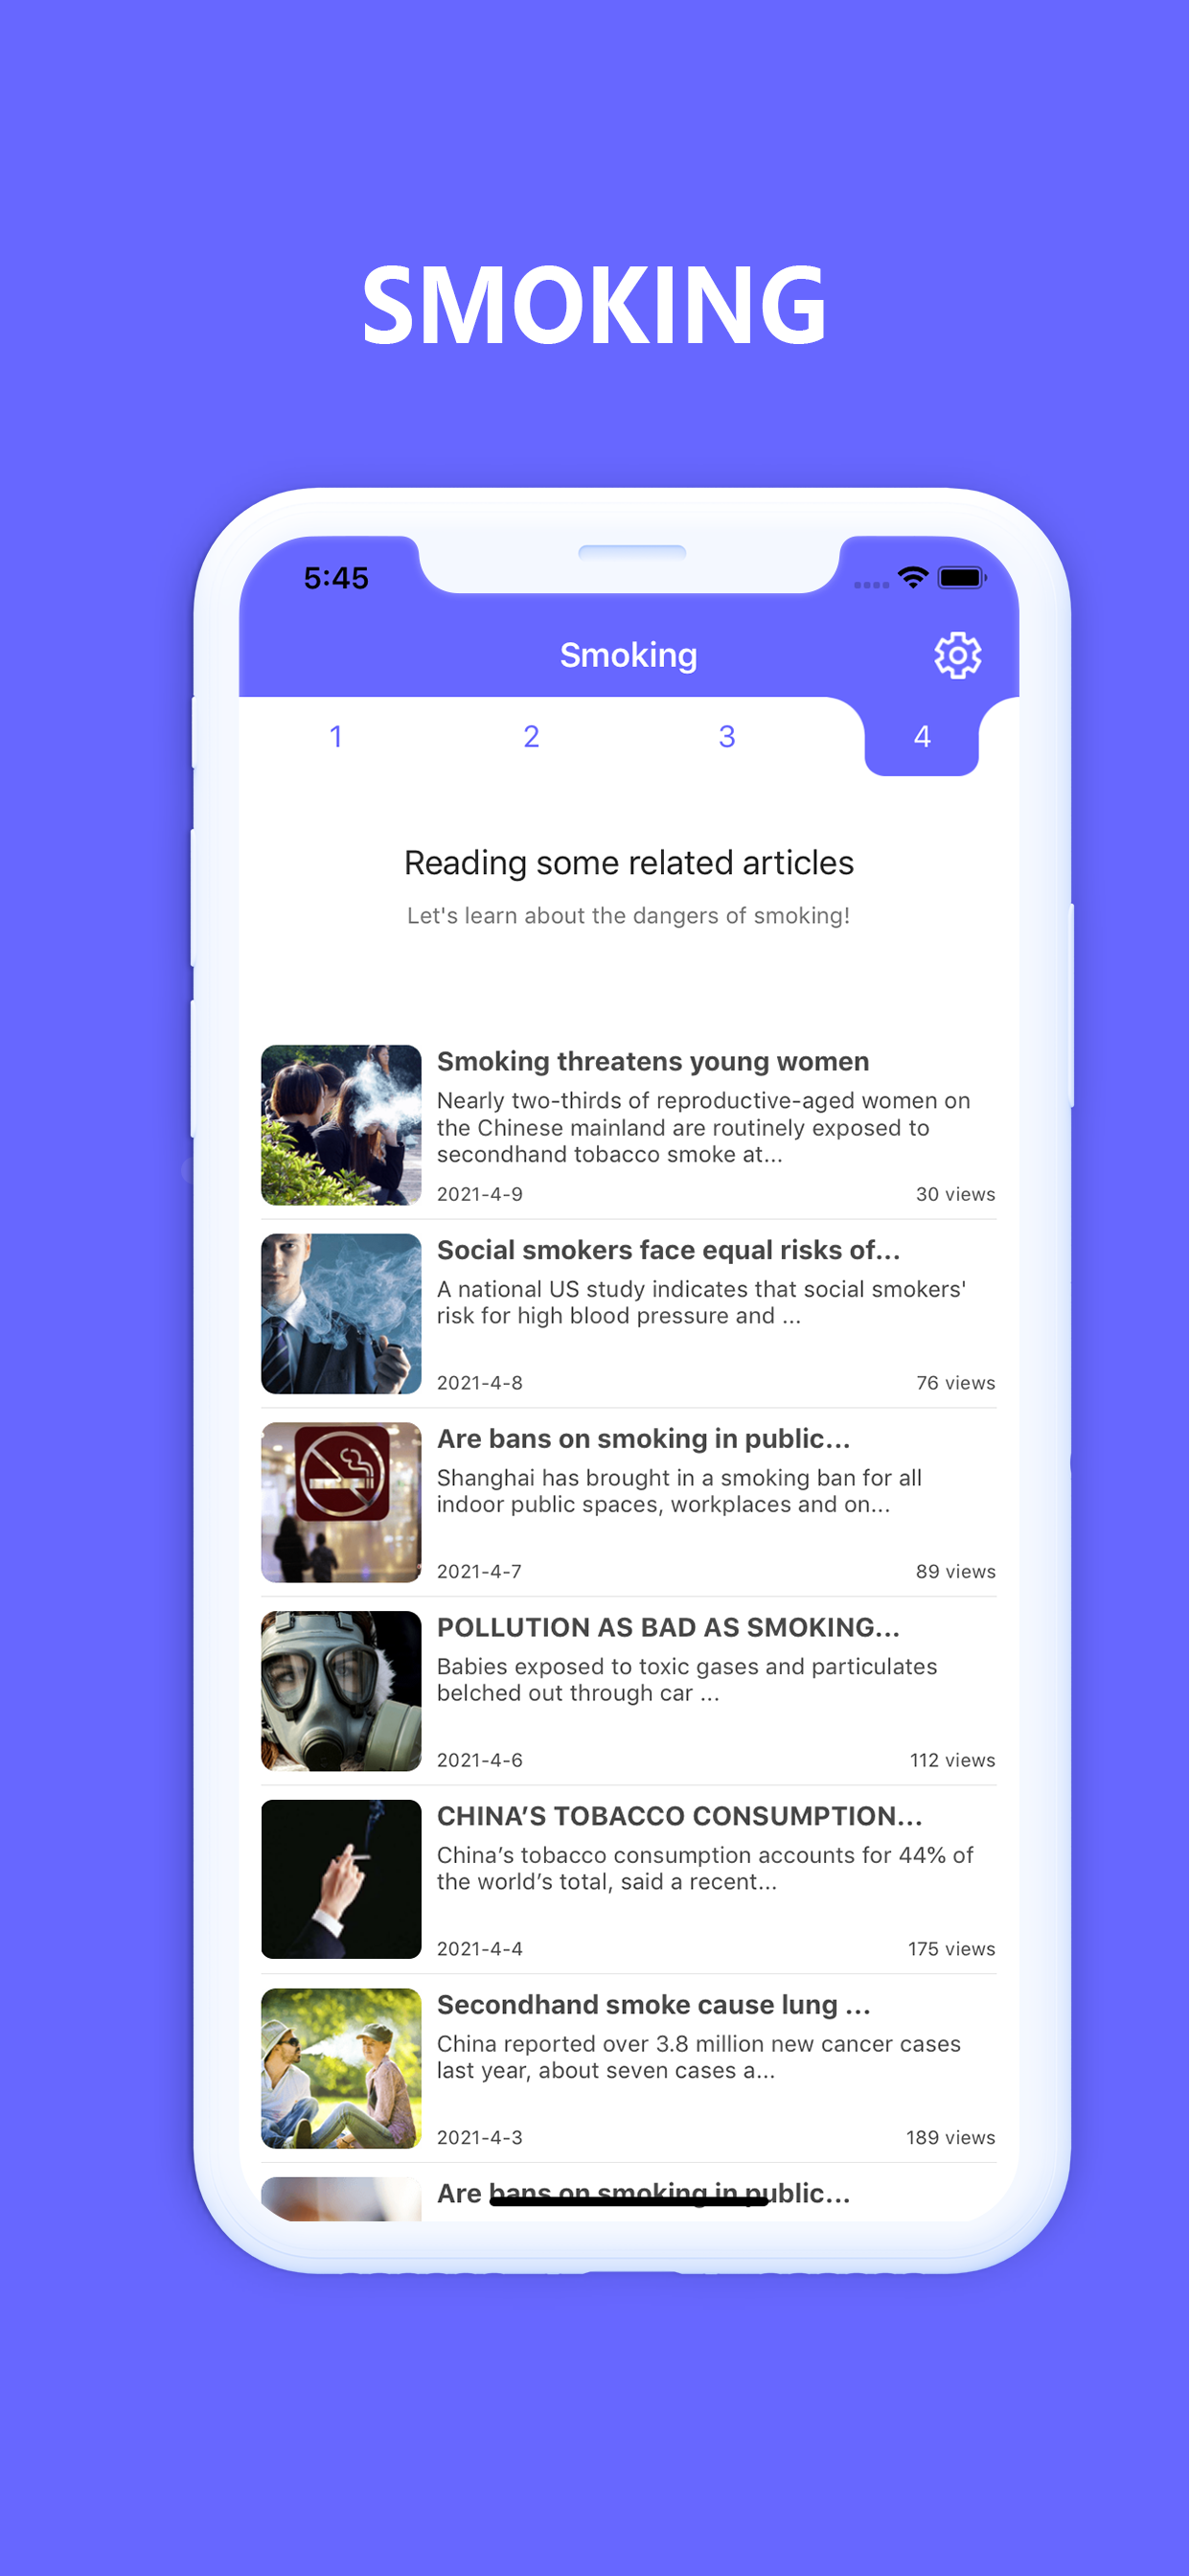 SMOKING
5:45
Smoking
1 2 3 4
Reading some related articles
Let's learn about the dangers of smoking!
Smoking threatens young women
Nearly two-thirds of reproductive-aged women on
the Chinese mainland are routinely exposed to
secondhand tobacco smoke at...
2021-4-9 30 views
Social smokers face equal risks of...
A national US study indicates that social smokers'
risk for high blood pressure and ...
2021-4-8 76 views
Are bans on smoking in public...
Shanghai has brought in a smoking ban for all
indoor public spaces, workplaces and on...
2021-4-7 89 views
POLLUTION AS BAD AS SMOKING...
Babies exposed to toxic gases and particulates
belched out through car ...
2021-4-6 112 views
CHINA’S TOBACCO CONSUMPTION...
China’s tobacco consumption accounts for 44% of
the world’s total, said a recent...
2021-4-4 175 views
Secondhand smoke cause lung ...
China reported over 3.8 million new cancer cases
last year, about seven cases a...
2021-4-3 189 views
Are bans on smoking in public...